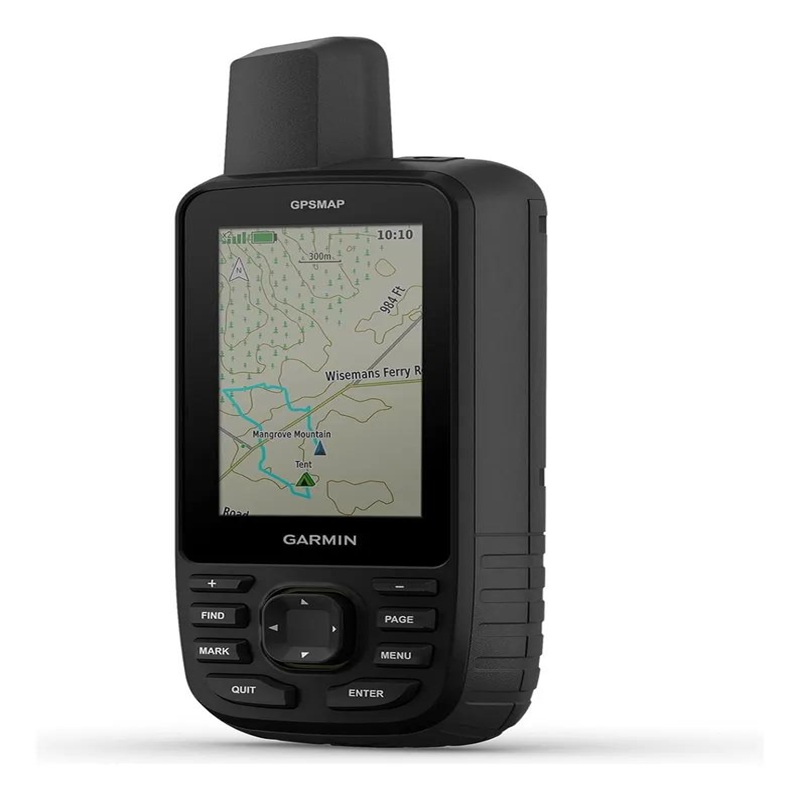 GPSMAP
10:10
300m
N
984 Ft
Wisemans Ferry R
Mangrove Mountain
Tent
Road
GARMIN
+
−
FIND
PAGE
MARK
MENU
QUIT
ENTER